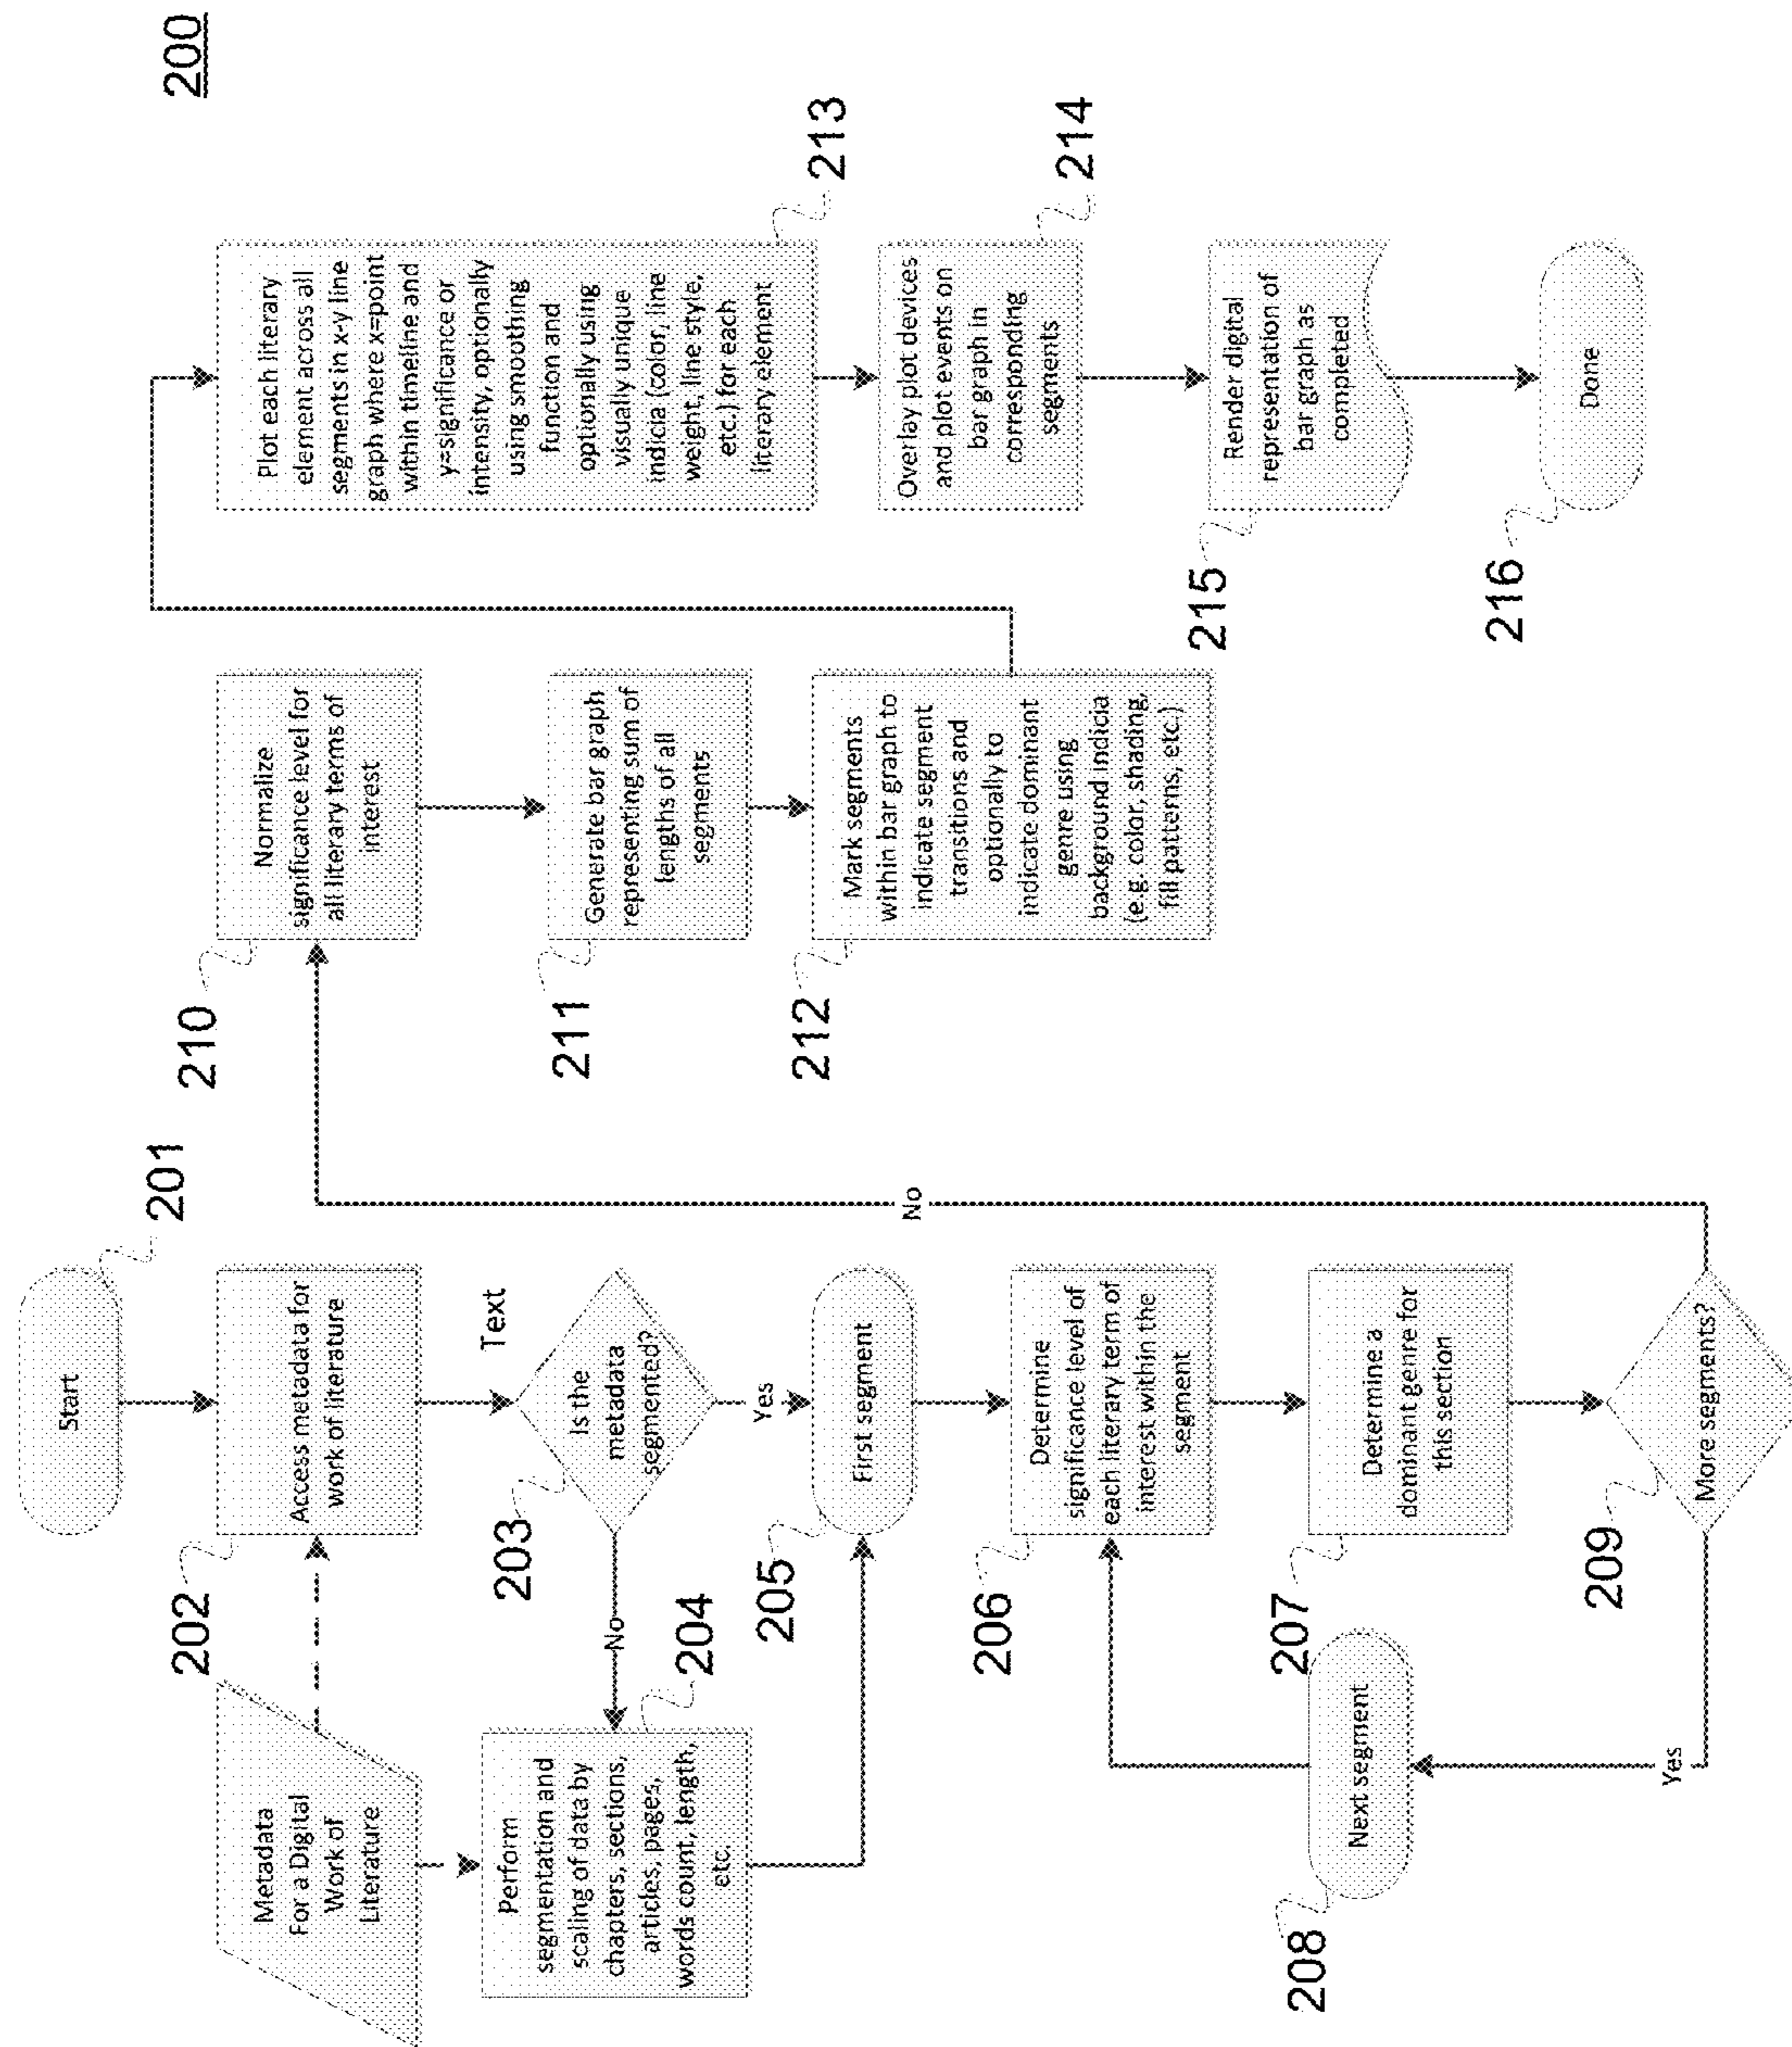 200
Start
201
Metadata
For a Digital
Work of
Literature
202
Access metadata for
work of literature
Text
203
Is the
metadata
segmented?
No
Yes
204
Perform
segmentation and
scaling of data by
chapters, sections,
articles, pages,
words count, length,
etc.
205
First segment
206
Determine
significance level of
each literary term of
interest within the
segment
207
Determine a
dominant genre for
this section
208
Next segment
209
More segments?
Yes
No
210
Normalize
significance level for
all literary terms of
interest
211
Generate bar graph
representing sum of
lengths of all
segments
212
Mark segments
within bar graph to
indicate segment
transitions and
optionally to
indicate dominant
genre using
background indicia
(e.g. color, shading,
fill patterns, etc.)
213
Plot each literary
element across all
segments in x-y line
graph where x=point
within timeline and
y=significance or
intensity, optionally
using smoothing
function and
optionally using
visually unique
indicia (color, line
weight, line style,
etc.) for each
literary element
214
Overlay plot devices
and plot events on
bar graph in
corresponding
segments
215
Render digital
representation of
bar graph as
completed
216
Done